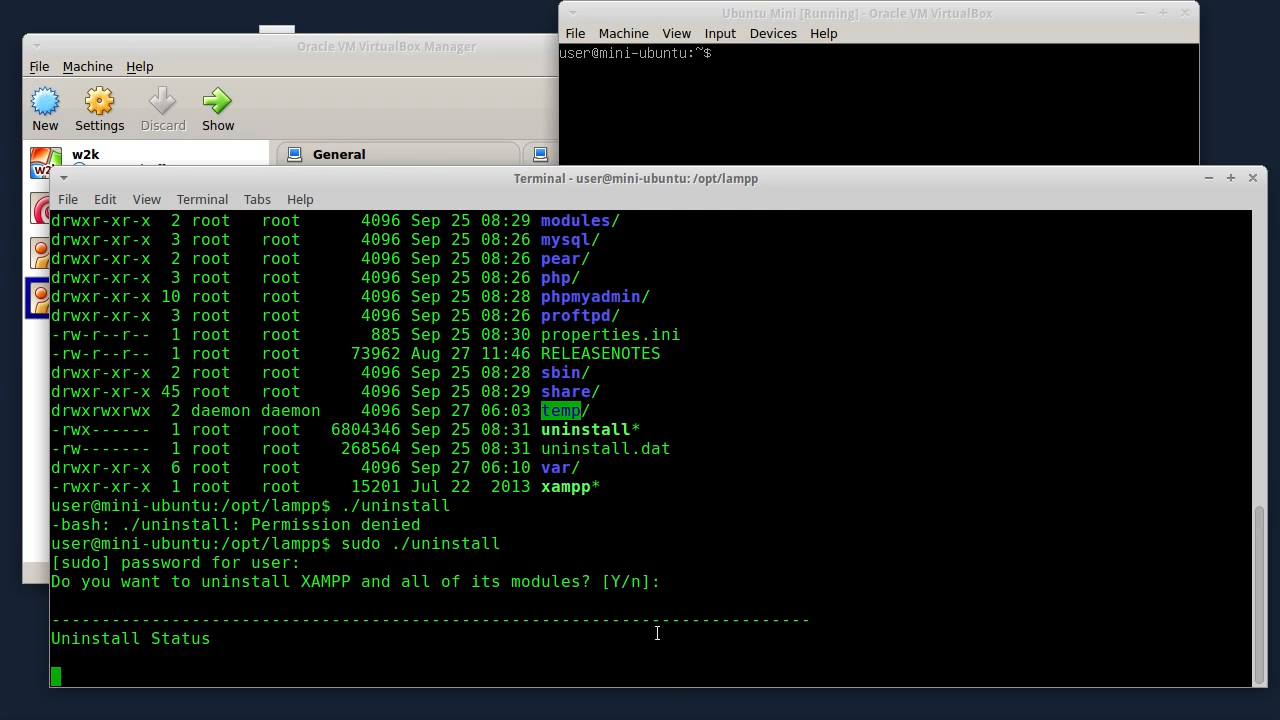 Ubuntu Mini [Running] - Oracle VM VirtualBox
File Machine View Input Devices Help
user@mini-ubuntu:~$
Oracle VM VirtualBox Manager
File Machine Help
New Settings Discard Show
w2k
General
Terminal - user@mini-ubuntu: /opt/lampp
File Edit View Terminal Tabs Help
drwxr-xr-x  2 root   root      4096 Sep 25 08:29 modules/
drwxr-xr-x  3 root   root      4096 Sep 25 08:26 mysql/
drwxr-xr-x  2 root   root      4096 Sep 25 08:26 pear/
drwxr-xr-x  3 root   root      4096 Sep 25 08:26 php/
drwxr-xr-x 10 root   root      4096 Sep 25 08:28 phpmyadmin/
drwxr-xr-x  3 root   root      4096 Sep 25 08:26 proftpd/
-rw-r--r--  1 root   root       885 Sep 25 08:30 properties.ini
-rw-r--r--  1 root   root     73962 Aug 27 11:46 RELEASENOTES
drwxr-xr-x  2 root   root      4096 Sep 25 08:28 sbin/
drwxr-xr-x 45 root   root      4096 Sep 25 08:29 share/
drwxrwxrwx  2 daemon daemon    4096 Sep 27 06:03 temp/
-rwx------  1 root   root   6804346 Sep 25 08:31 uninstall*
-rw-------  1 root   root    268564 Sep 25 08:31 uninstall.dat
drwxr-xr-x  6 root   root      4096 Sep 27 06:10 var/
-rwxr-xr-x  1 root   root     15201 Jul 22  2013 xampp*
user@mini-ubuntu:/opt/lampp$ ./uninstall
-bash: ./uninstall: Permission denied
user@mini-ubuntu:/opt/lampp$ sudo ./uninstall
[sudo] password for user:
Do you want to uninstall XAMPP and all of its modules? [Y/n]:
----------------------------------------------------------------------------
Uninstall Status